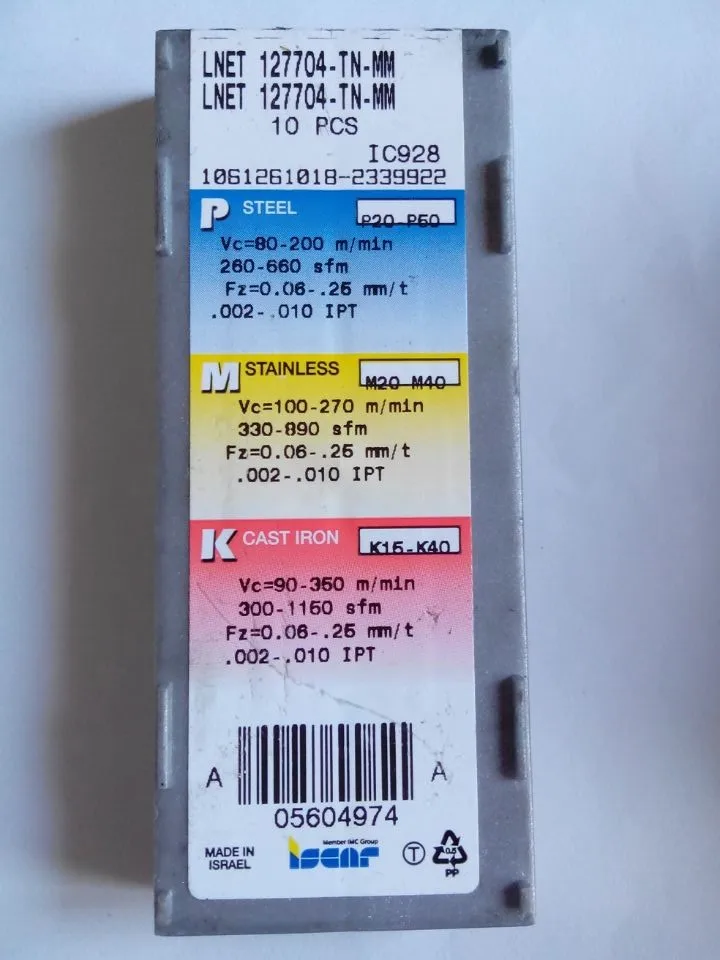 LNET 127704-TN-MM
LNET 127704-TN-MM
10 PCS
IC928
1061261018-2339922
P STEEL P20-P50
Vc=80-200 m/min
260-660 sfm
Fz=0.06-.25 mm/t
.002-.010 IPT
M STAINLESS M20-M40
Vc=100-270 m/min
330-890 sfm
Fz=0.06-.25 mm/t
.002-.010 IPT
K CAST IRON K15-K40
Vc=90-350 m/min
300-1150 sfm
Fz=0.06-.25 mm/t
.002-.010 IPT
A A
05604974
MADE IN
ISRAEL
Member IMC Group
iscar
T
0.5
PP